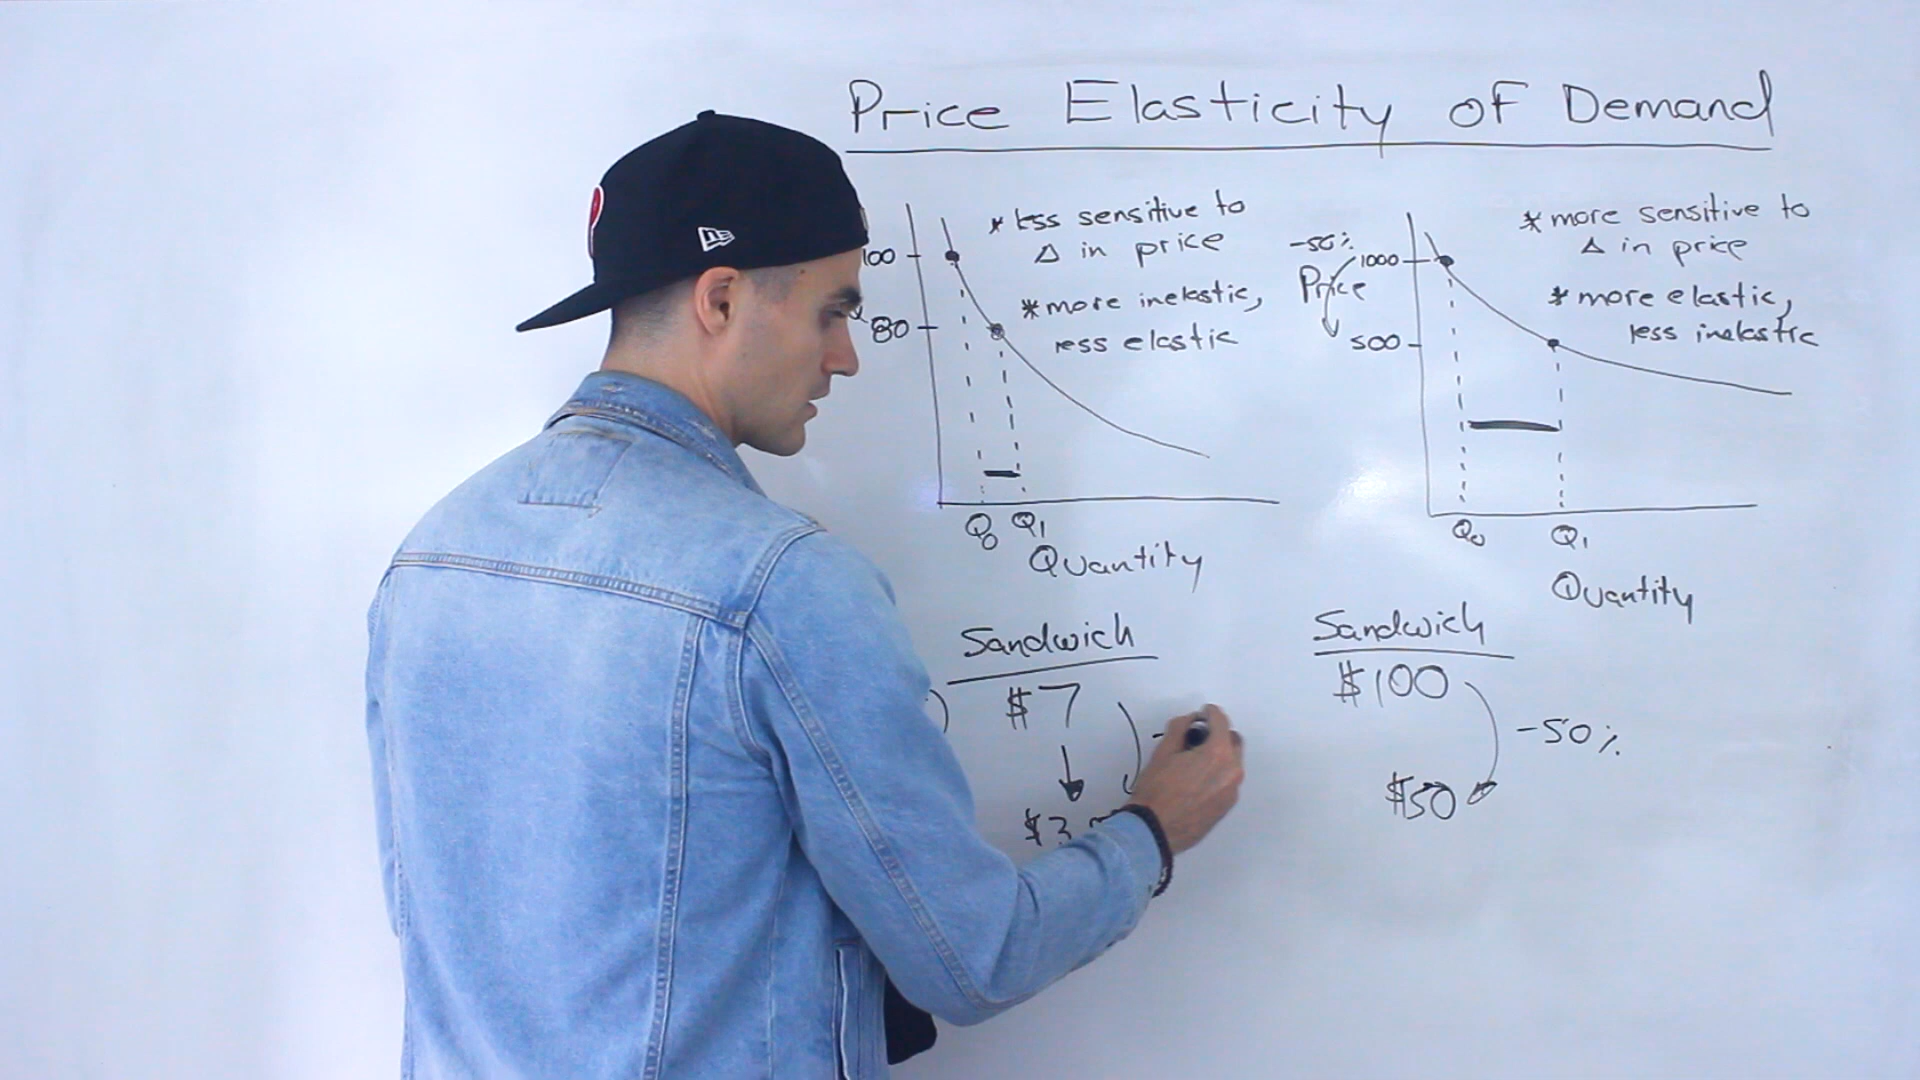 Price Elasticity of Demand
* less sensitive to
Δ in price
* more inelastic,
less elastic
100
80
Q0 Q1
Quantity
* more sensitive to
Δ in price
* more elastic,
less inelastic
-50%
Price
1000
500
Q0 Q1
Quantity
Sandwich
$7
$3.
-
Sandwich
$100
-50%
$50